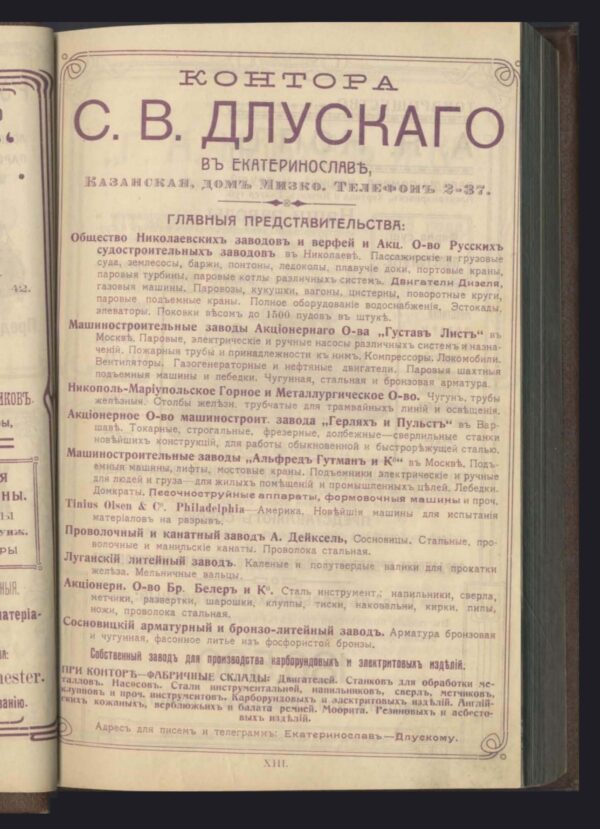 КОНТОРА
С. В. ДЛУСКАГО
ВЪ ЕКАТЕРИНОСЛАВѢ,
Казанская, домъ Мизко. Телефонъ 2-37.
ГЛАВНЫЯ ПРЕДСТАВИТЕЛЬСТВА:
Общество Николаевскихъ заводовъ и верфей и Акц. О-во Русскихъ
судостроительныхъ заводовъ въ Николаевѣ. Пассажирскіе и грузовые
суда, землесосы, баржи, понтоны, ледоколы, плавучіе доки, портовые краны,
паровыя турбины, паровые котлы различныхъ системъ. Двигатели Дизеля,
газовыя машины. Паровозы, кукушки, вагоны, цистерны, поворотные круги,
паровые подъемные краны. Полное оборудованіе водоснабженія. Эстокады,
элеваторы. Поковки вѣсомъ до 1500 пудовъ въ штукѣ.
Машиностроительные заводы Акціонернаго О-ва „Густавъ Листъ“ въ
Москвѣ. Паровые, электрическіе и ручные насосы различныхъ системъ и назна-
ченій. Пожарныя трубы и принадлежности къ нимъ. Компрессоры. Локомобили.
Вентиляторы. Газогенераторные и нефтяные двигатели. Паровыя шахтныя
подъемныя машины и лебедки. Чугунная, стальная и бронзовая арматура.
Никополь-Маріупольское Горное и Металлургическое О-во. Чугунъ, трубы
желѣзныя. Столбы желѣзн. трубчатые для трамвайныхъ линій и освѣщенія.
Акціонерное О-во машиностроит. завода „Герляхъ и Пульстъ“ въ Вар-
шавѣ. Токарные, строгальные, фрезерные, долбежные—сверлильные станки
новѣйшихъ конструкцій, для работы обыкновенной и быстрорѣжущей сталью.
Машиностроительные заводы „Альфредъ Гутманъ и К°“ въ Москвѣ. Подъ-
емныя машины, лифты, мостовые краны. Подъемники электрическіе и ручные
для людей и груза—для жилыхъ помѣщеній и промышленныхъ цѣлей. Лебедки.
Домкраты. Песочноструйные аппараты, формовочныя машины и проч.
Tinius Olsen & C°. Philadelphia—Америка. Новѣйшія машины для испытанія
матеріаловъ на разрывъ.
Проволочный и канатный заводъ А. Дейксель, Сосновицы. Стальные, про-
волочные и манильскіе канаты. Проволока стальная.
Луганскій литейный заводъ. Каленые и полутвердые валики для прокатки
желѣза. Мельничные вальцы.
Акціонерн. О-во Бр. Белеръ и К°. Сталь инструмент.: напильники, сверла,
метчики, развертки, шарошки, клуппы, тиски, наковальни, кирки, пилы,
ножи, проволока стальная.
Сосновицкій арматурный и бронзо-литейный заводъ. Арматура бронзовая
и чугунная, фасонное литье изъ фосфористой бронзы.
Собственный заводъ для производства карборундовыхъ и электритовыхъ издѣлій.
ПРИ КОНТОРѢ—ФАБРИЧНЫЕ СКЛАДЫ: Двигателей. Станковъ для обработки ме-
талловъ. Насосовъ. Стали инструментальной, напильниковъ, сверлъ, метчиковъ,
клупповъ и проч. инструментовъ. Карборундовыхъ и электритовыхъ издѣлій. Англій-
скихъ кожаныхъ, верблюжьихъ и балата ремней. Моорита. Резиновыхъ и асбесто-
выхъ издѣлій.
Адресъ для писемъ и телеграммъ: Екатеринославъ—Длускому.
XIII.
42.
ИКОВЪ.
НЫ.
матеріа-
hester.